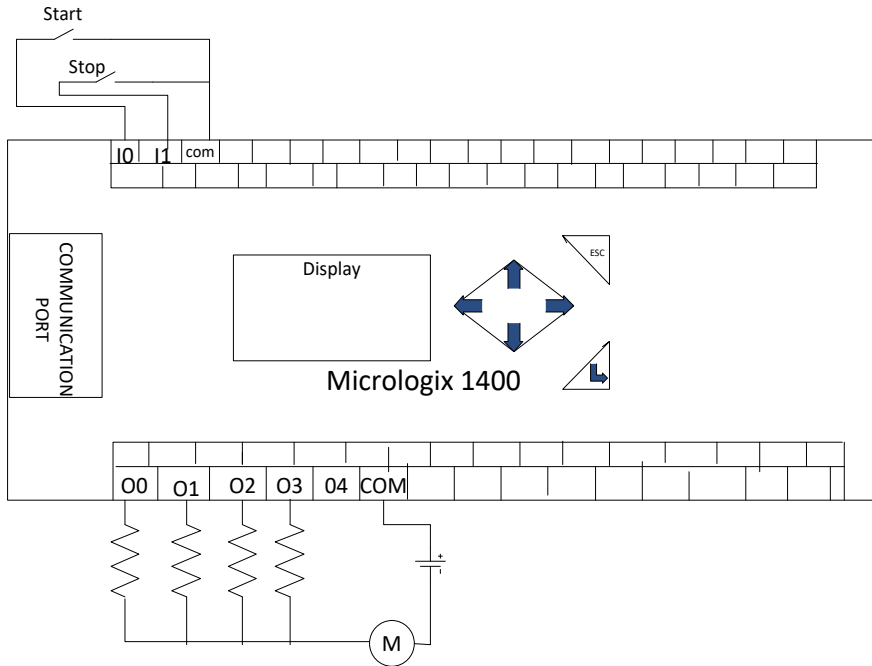 Start
Stop
I0 I1 com
COMMUNICATION
PORT
Display
ESC
Micrologix 1400
O0 O1 O2 O3 04 COM
+
-
M